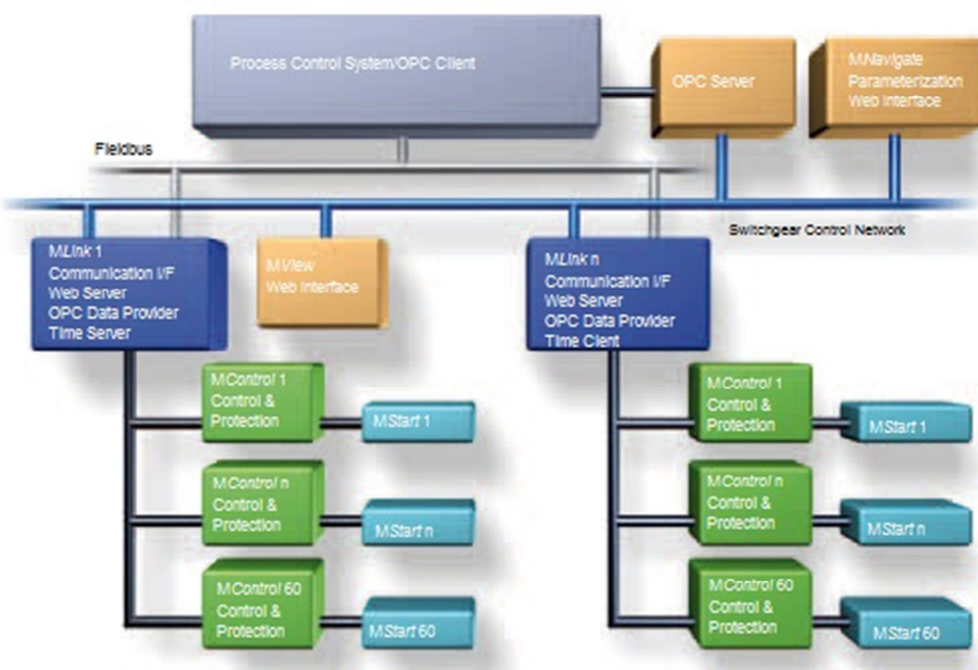 Process Control System/OPC Client
OPC Server
MNavigate
Parameterization
Web Interface
Fieldbus
Switchgear Control Network
MLink 1
Communication I/F
Web Server
OPC Data Provider
Time Server
MView
Web Interface
MLink n
Communication I/F
Web Server
OPC Data Provider
Time Client
MControl 1
Control &
Protection
MStart 1
MControl n
Control &
Protection
MStart n
MControl 60
Control &
Protection
MStart 60
MControl 1
Control &
Protection
MStart 1
MControl n
Control &
Protection
MStart n
MControl 60
Control &
Protection
MStart 60